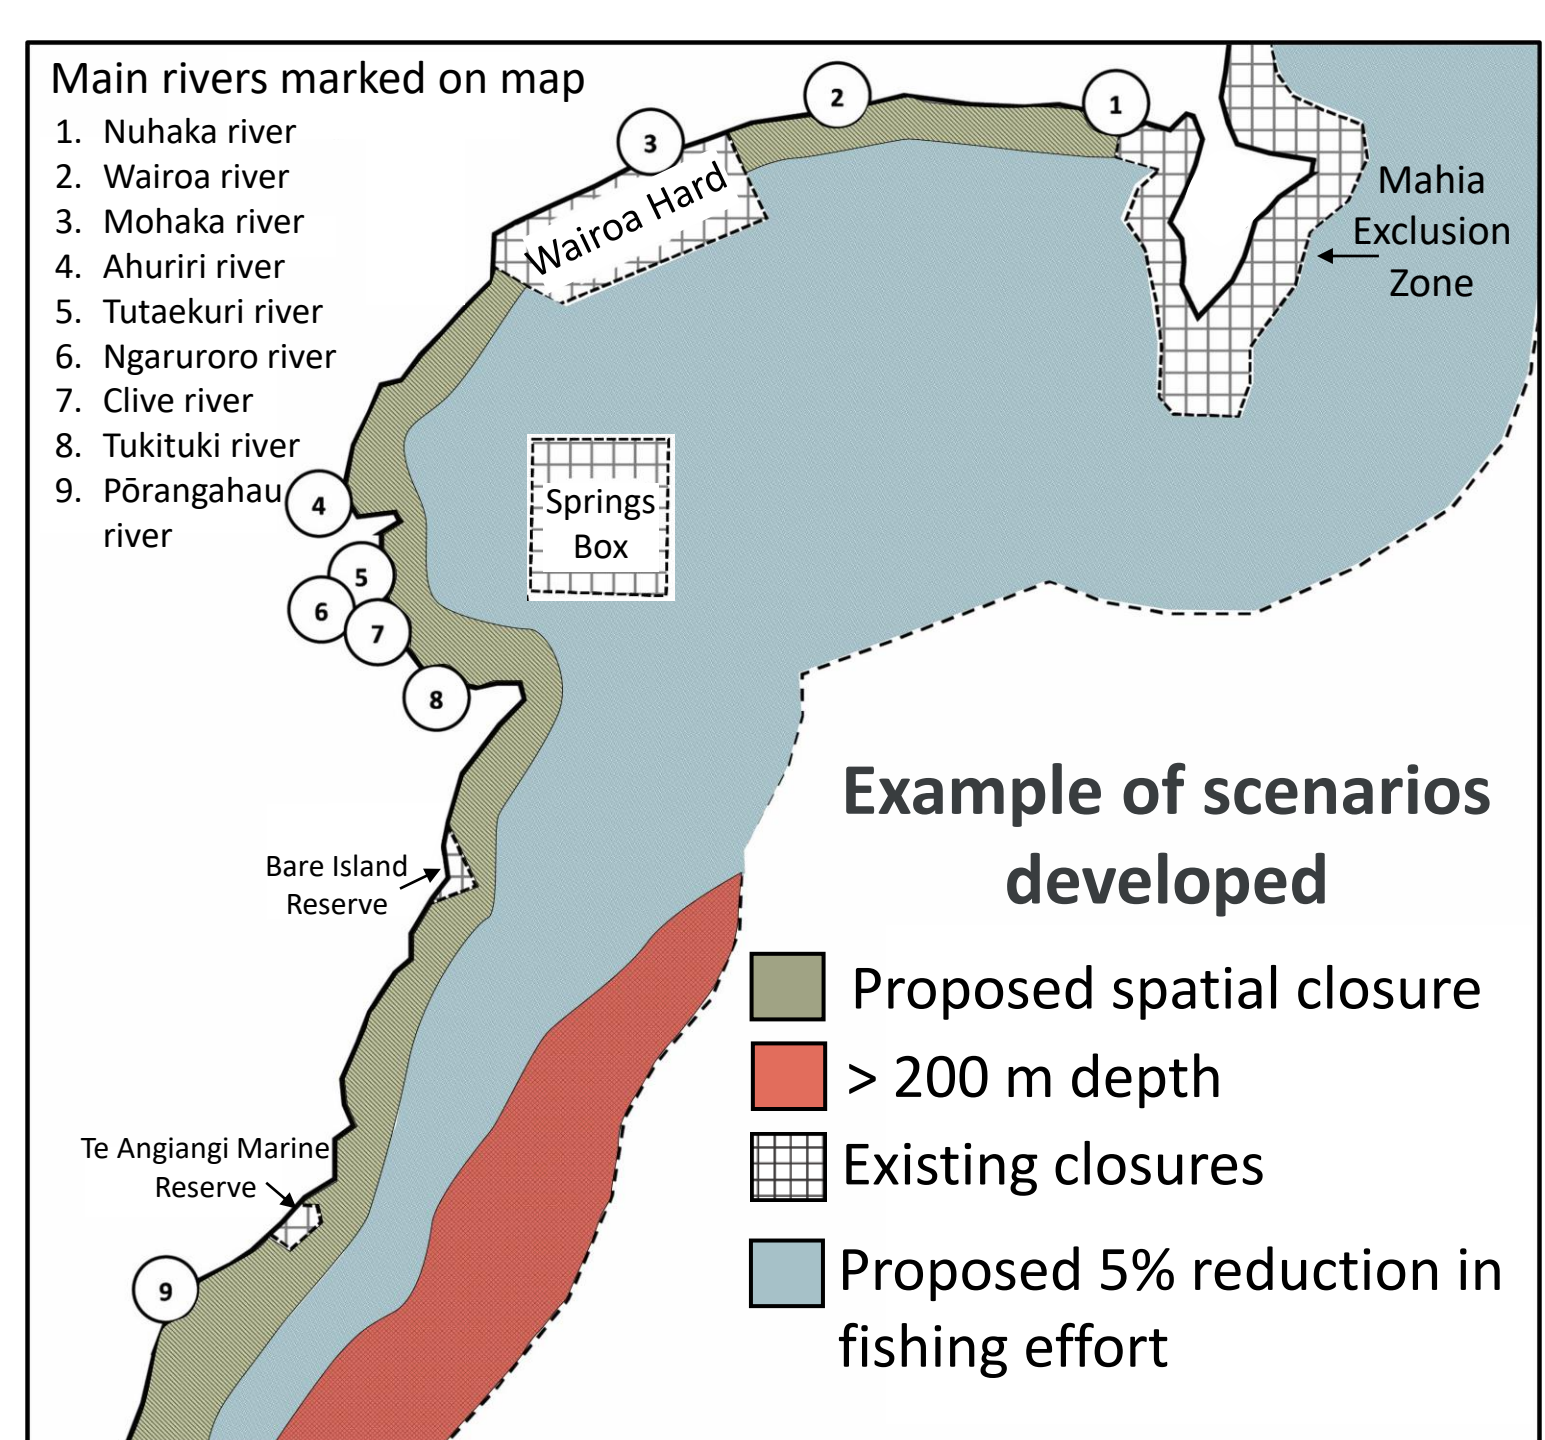 Main rivers marked on map
1. Nuhaka river
2. Wairoa river
3. Mohaka river
4. Ahuriri river
5. Tutaekuri river
6. Ngaruroro river
7. Clive river
8. Tukituki river
9. Pōrangahau
river
1
2
3
Wairoa Hard
Mahia
Exclusion
Zone
4
Springs
Box
5
6
7
8
Bare Island
Reserve
Te Angiangi Marine
Reserve
9
Example of scenarios
developed
Proposed spatial closure
> 200 m depth
Existing closures
Proposed 5% reduction in
fishing effort